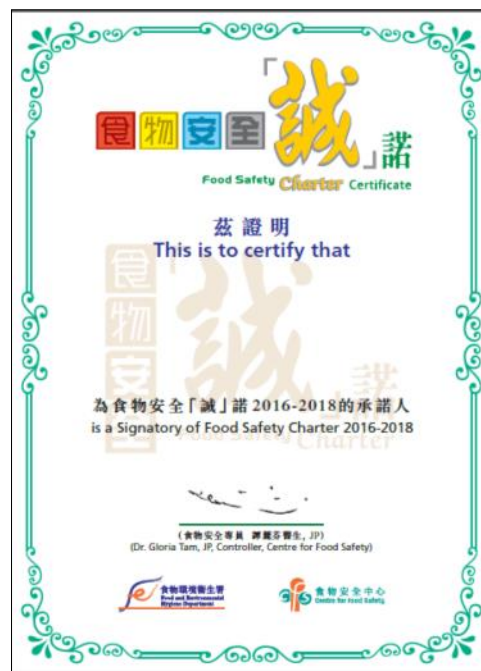 食物安全「誠」諾
Food Safety Charter Certificate
茲證明
This is to certify that
為食物安全「誠」諾 2016-2018的承諾人
is a Signatory of Food Safety Charter 2016-2018
(食物安全專員 譚麗芬醫生, JP)
(Dr. Gloria Tam, JP, Controller, Centre for Food Safety)
食物環境衞生署
Food and Environmental
Hygiene Department
cfs
食物安全中心
Centre for Food Safety